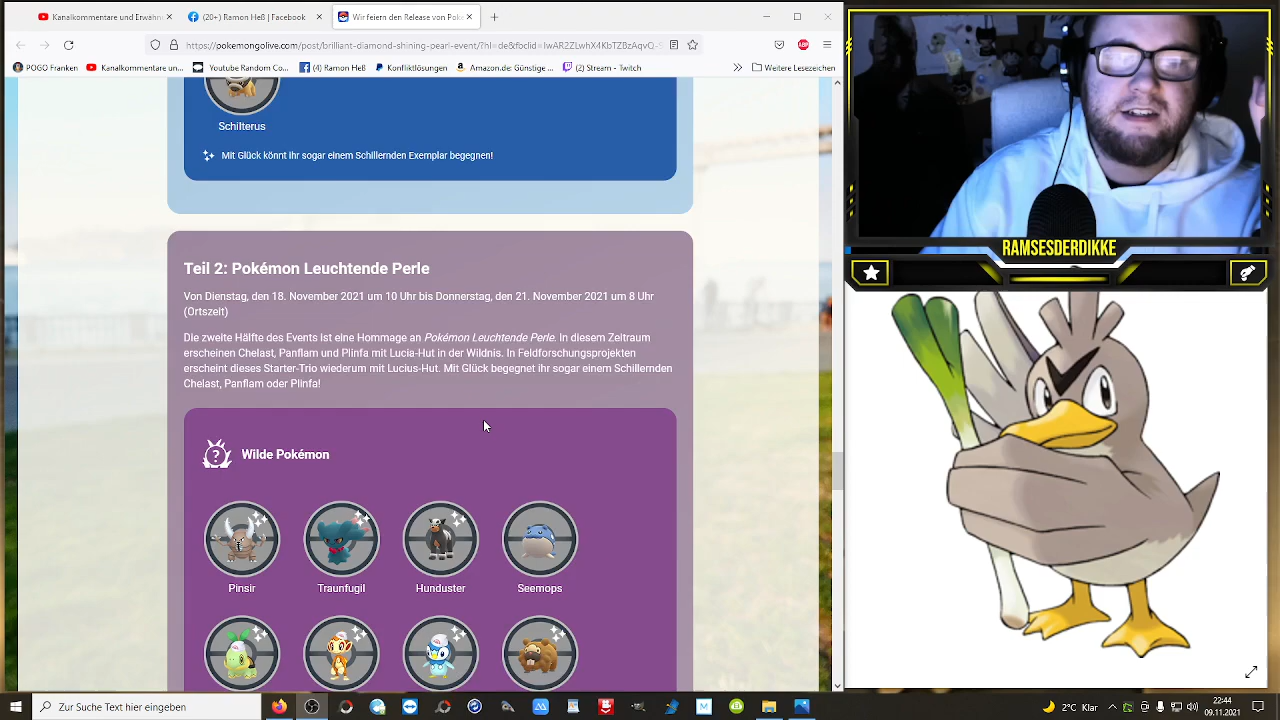 Kanalkommentare und Erwähn
(20+) Ramon Heß | Facebook
Wir feiern den Release von Pok
https://pokemongolive.com/post/brilliant-diamond-shining-pearl-event/?hl=de&
POGO Franken
Kanalkommentare un...
YouTube Live Dashbo...
(4) Ramon Heß
Konfliktlösungen
Amazon.de: Günstige...
(2) Stream - Twitch
Weitere Lesezeichen
Schilterus
Mit Glück könnt ihr sogar einem Schillernden Exemplar begegnen!
Teil 2: Pokémon Leuchtende Perle
Von Dienstag, den 18. November 2021 um 10 Uhr bis Donnerstag, den 21. November 2021 um 8 Uhr
(Ortszeit)
Die zweite Hälfte des Events ist eine Hommage an Pokémon Leuchtende Perle. In diesem Zeitraum
erscheinen Chelast, Panflam und Plinfa mit Lucia-Hut in der Wildnis. In Feldforschungsprojekten
erscheint dieses Starter-Trio wiederum mit Lucius-Hut. Mit Glück begegnet ihr sogar einem Schillernden
Chelast, Panflam oder Plinfa!
Wilde Pokémon
Pinsir
Traunfugil
Hunduster
Seemops
RAMSESDERDIKKE
Zur Suche Text hier eingeben
2°C Klar
22:44
09.11.2021